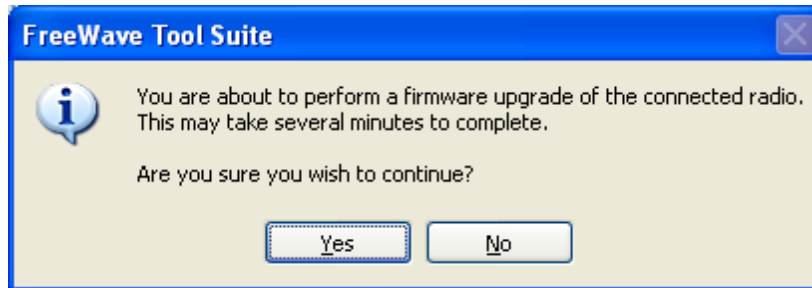 FreeWave Tool Suite
You are about to perform a firmware upgrade of the connected radio.
This may take several minutes to complete.
Are you sure you wish to continue?
Yes
No